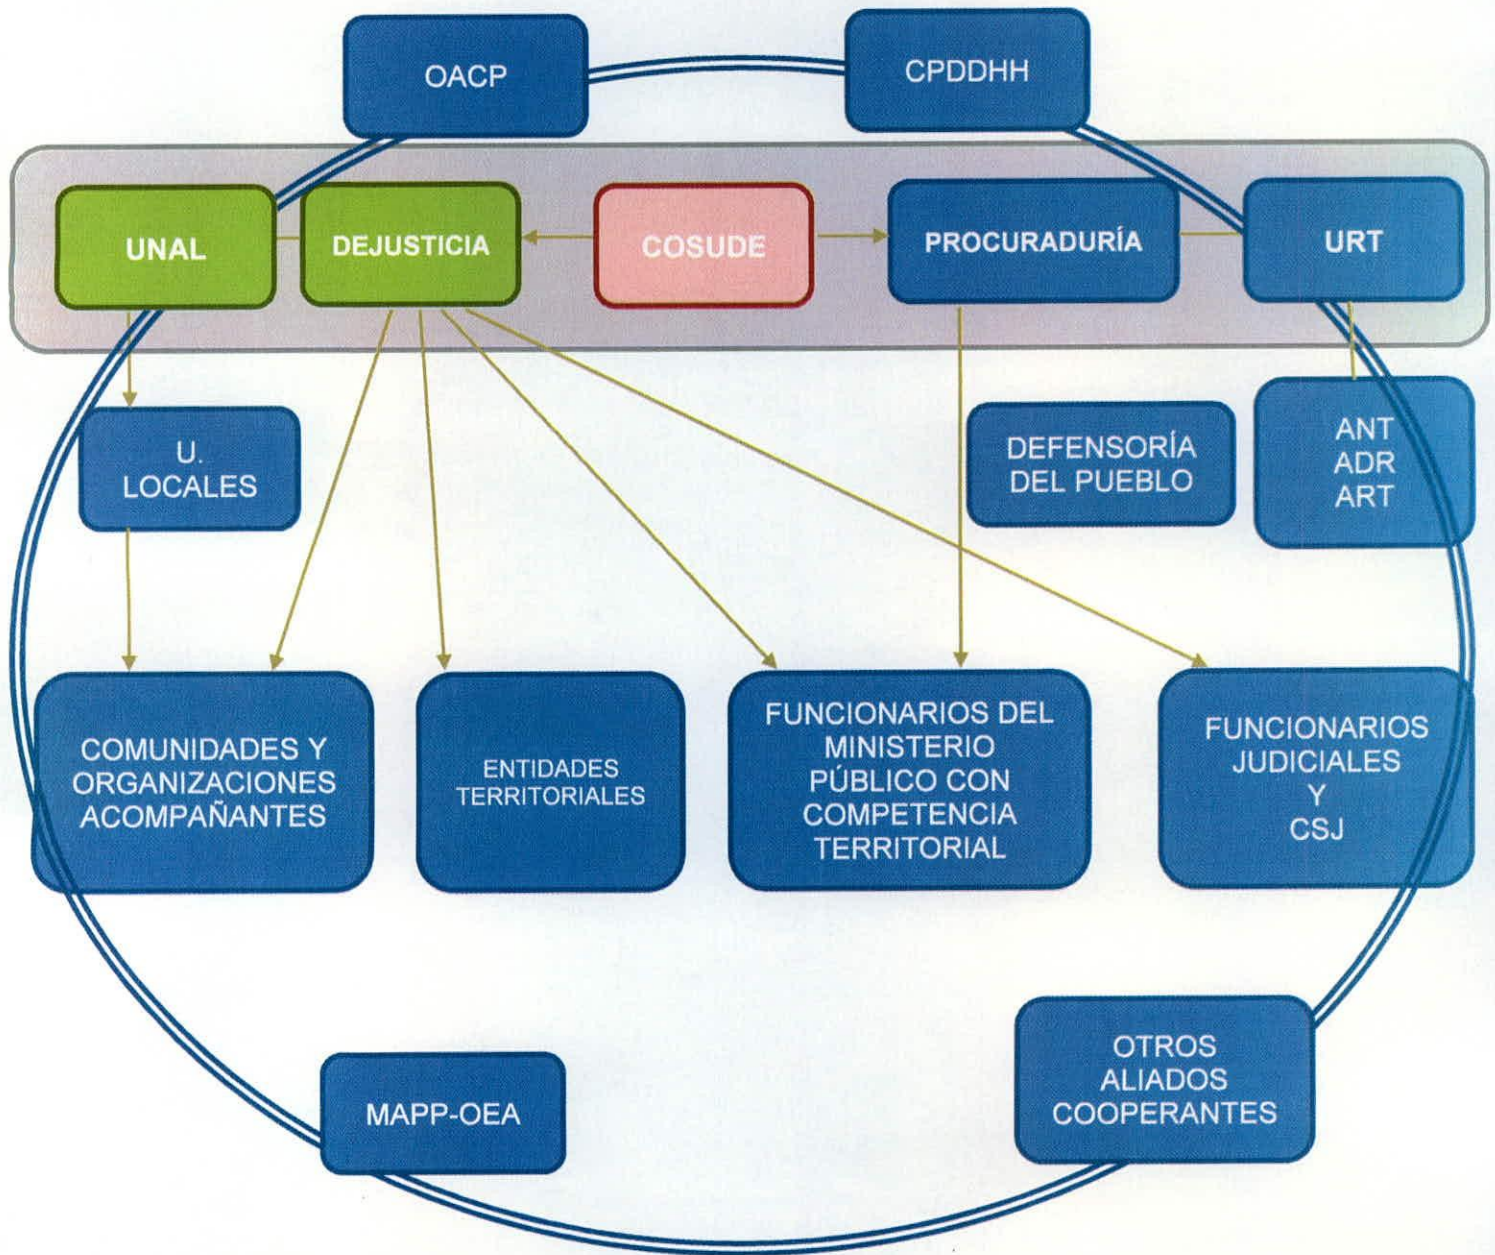 OACP
CPDDHH
UNAL
DEJUSTICIA
COSUDE
PROCURADURÍA
URT
U.
LOCALES
DEFENSORÍA
DEL PUEBLO
ANT
ADR
ART
COMUNIDADES Y
ORGANIZACIONES
ACOMPAÑANTES
ENTIDADES
TERRITORIALES
FUNCIONARIOS DEL
MINISTERIO
PÚBLICO CON
COMPETENCIA
TERRITORIAL
FUNCIONARIOS
JUDICIALES
Y
CSJ
MAPP-OEA
OTROS
ALIADOS
COOPERANTES